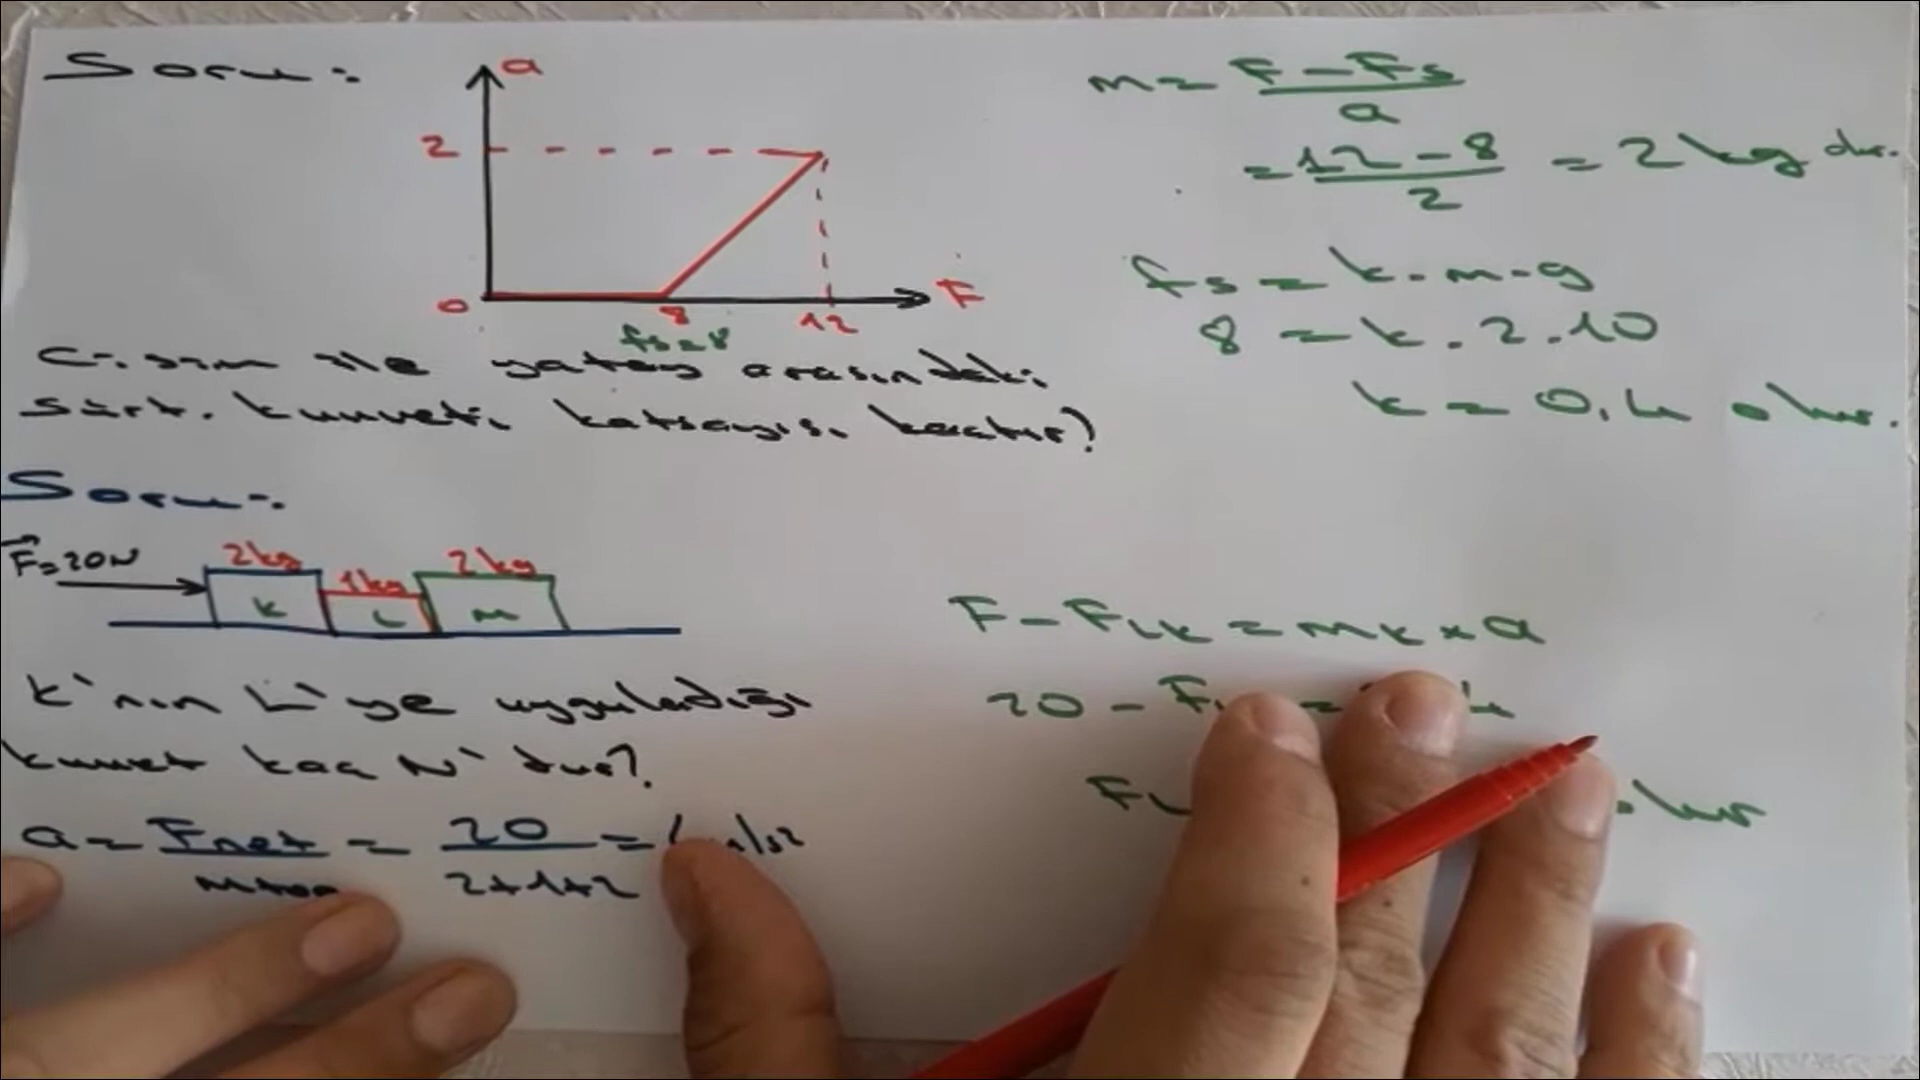 Soru:
a
2
0
8
12
F
fs=8
Cisim ile yatay arasındaki
sürt. kuvveti katsayısı kaçtır?
m = F - Fs / a
= 12 - 8 / 2 = 2 kg dır.
fs = k . m . g
8 = k . 2 . 10
k = 0,4 olur.
Soru:
F=20N
2kg
1kg
2kg
K
L
M
K'nın L'ye uyguladığı
kuvvet kaç N'dur?
a = Fnet / mtop = 20 / 2+1+2 =
F - FLK = mK x a
20 - F = 4
olur